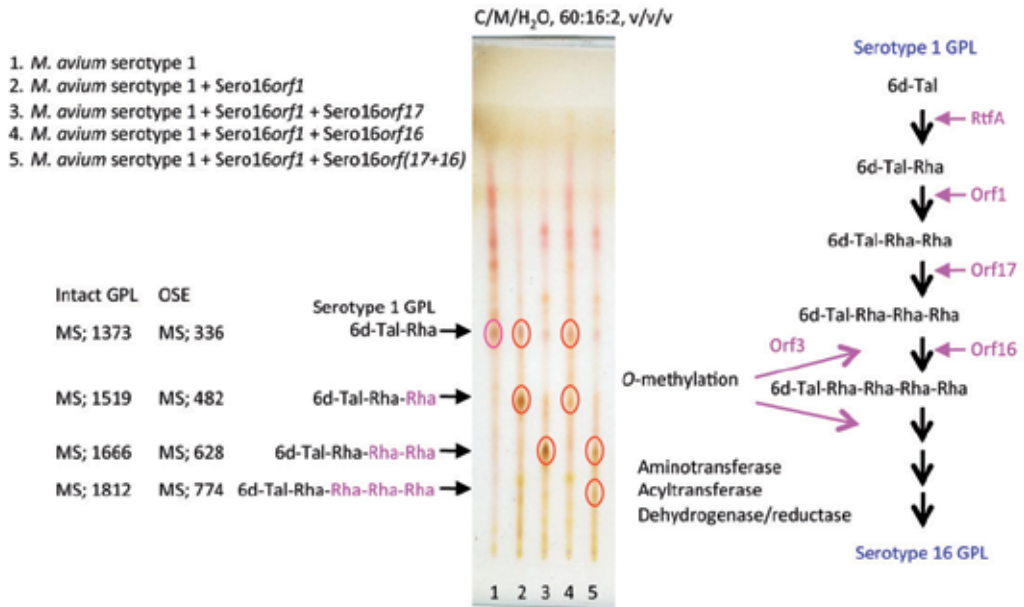 C/M/H2O, 60:16:2, v/v/v
1. M. avium serotype 1
2. M. avium serotype 1 + Sero16orf1
3. M. avium serotype 1 + Sero16orf1 + Sero16orf17
4. M. avium serotype 1 + Sero16orf1 + Sero16orf16
5. M. avium serotype 1 + Sero16orf1 + Sero16orf(17+16)
Intact GPL OSE
Serotype 1 GPL
MS; 1373 MS; 336 6d-Tal-Rha
MS; 1519 MS; 482 6d-Tal-Rha-Rha
MS; 1666 MS; 628 6d-Tal-Rha-Rha-Rha
MS; 1812 MS; 774 6d-Tal-Rha-Rha-Rha-Rha
1 2 3 4 5
Serotype 1 GPL
6d-Tal
RtfA
6d-Tal-Rha
Orf1
6d-Tal-Rha-Rha
Orf17
6d-Tal-Rha-Rha-Rha
Orf3
Orf16
O-methylation
6d-Tal-Rha-Rha-Rha-Rha
Aminotransferase
Acyltransferase
Dehydrogenase/reductase
Serotype 16 GPL